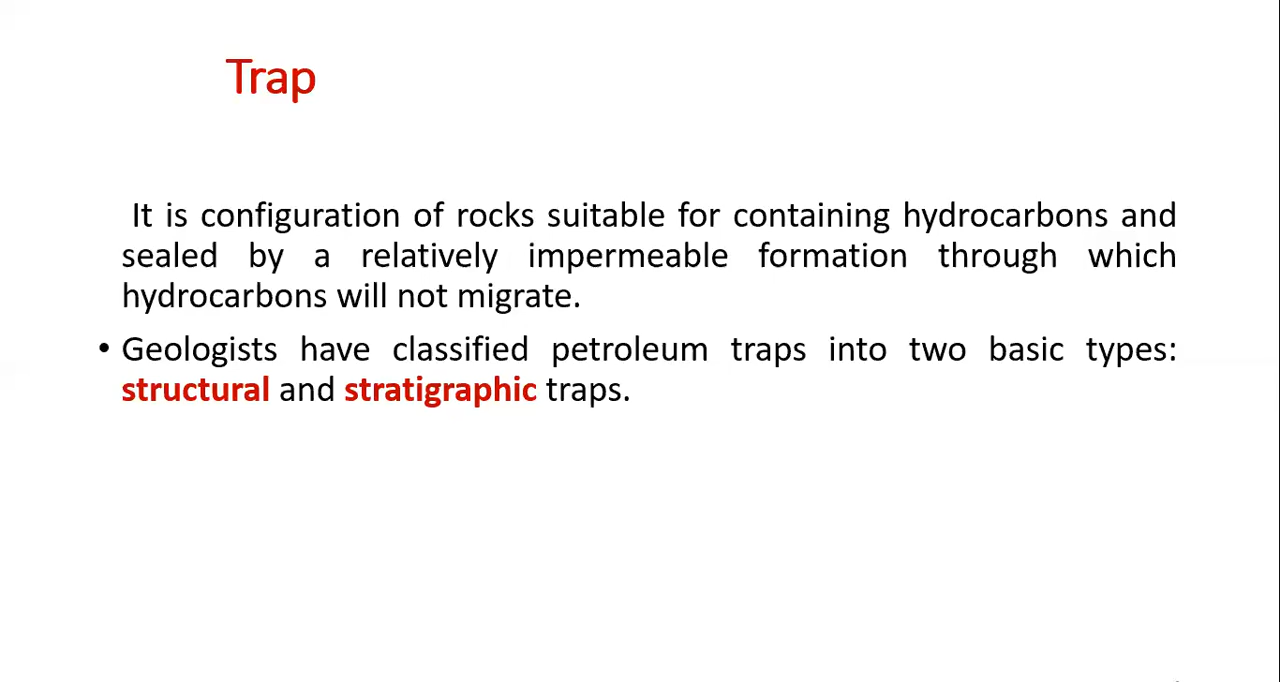 Trap
It is configuration of rocks suitable for containing hydrocarbons and
sealed by a relatively impermeable formation through which
hydrocarbons will not migrate.
• Geologists have classified petroleum traps into two basic types:
structural and stratigraphic traps.